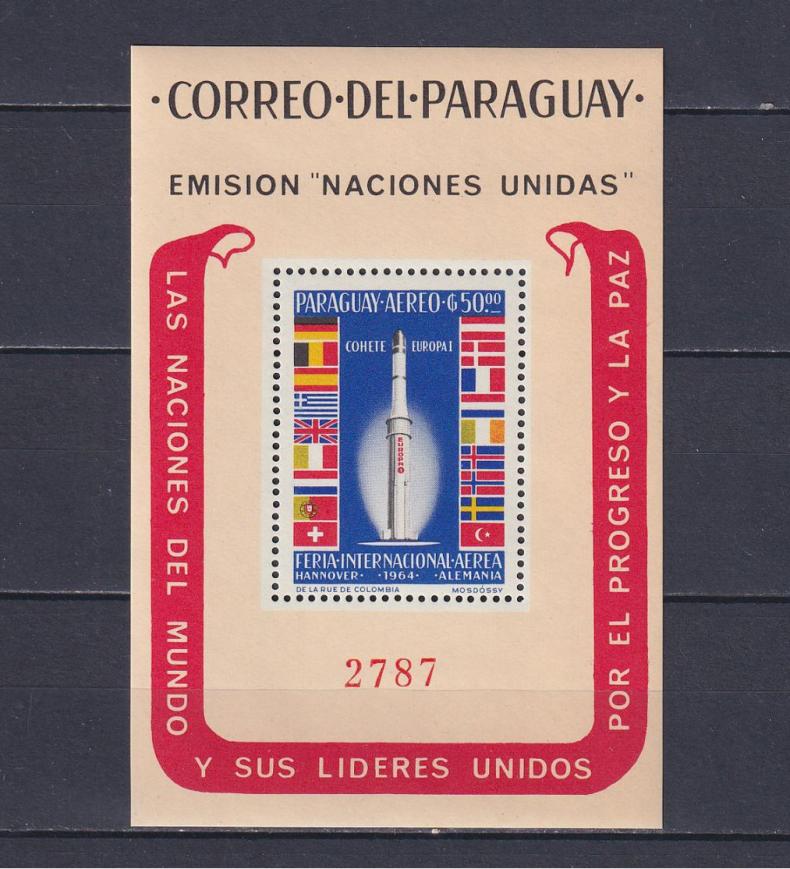 ·CORREO·DEL·PARAGUAY·
EMISION "NACIONES UNIDAS"
LAS NACIONES DEL MUNDO
Y SUS LIDERES UNIDOS
POR EL PROGRESO Y LA PAZ
PARAGUAY·AEREO·₲50.00
COHETE EUROPA I
EUROPA 1
FERIA·INTERNACIONAL·AEREA
HANNOVER · ·1964· ·ALEMANIA
DE LA RUE DE COLOMBIA MOSDÓSSY
2787